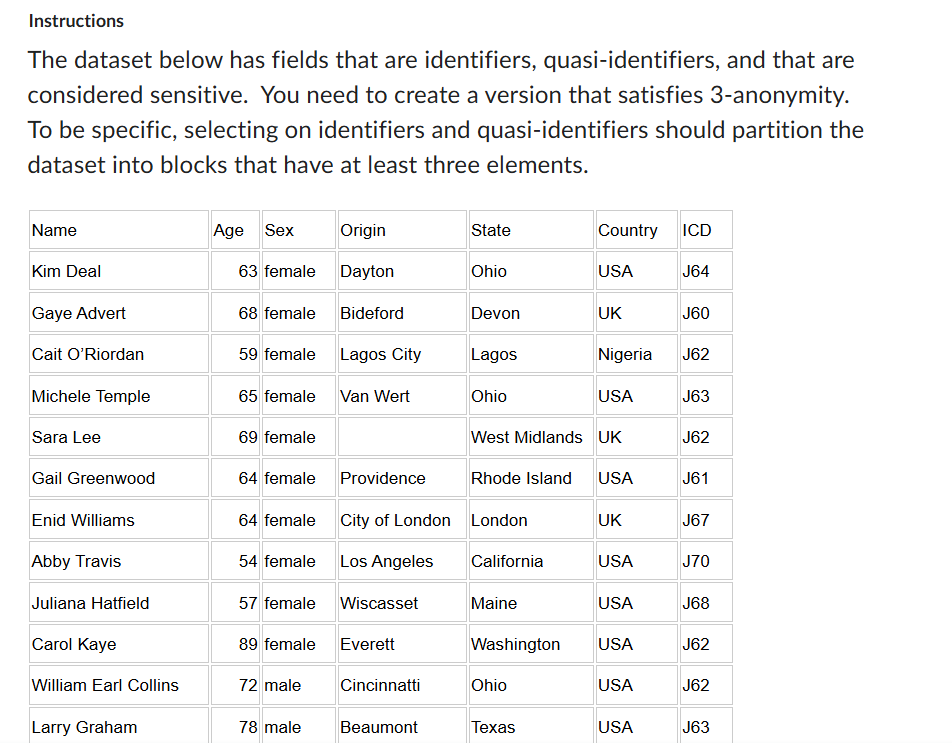 Instructions
The dataset below has fields that are identifiers, quasi-identifiers, and that are
considered sensitive.  You need to create a version that satisfies 3-anonymity.
To be specific, selecting on identifiers and quasi-identifiers should partition the
dataset into blocks that have at least three elements.
Name Age Sex Origin State Country ICD
Kim Deal 63 female Dayton Ohio USA J64
Gaye Advert 68 female Bideford Devon UK J60
Cait O’Riordan 59 female Lagos City Lagos Nigeria J62
Michele Temple 65 female Van Wert Ohio USA J63
Sara Lee 69 female West Midlands UK J62
Gail Greenwood 64 female Providence Rhode Island USA J61
Enid Williams 64 female City of London London UK J67
Abby Travis 54 female Los Angeles California USA J70
Juliana Hatfield 57 female Wiscasset Maine USA J68
Carol Kaye 89 female Everett Washington USA J62
William Earl Collins 72 male Cincinnatti Ohio USA J62
Larry Graham 78 male Beaumont Texas USA J63